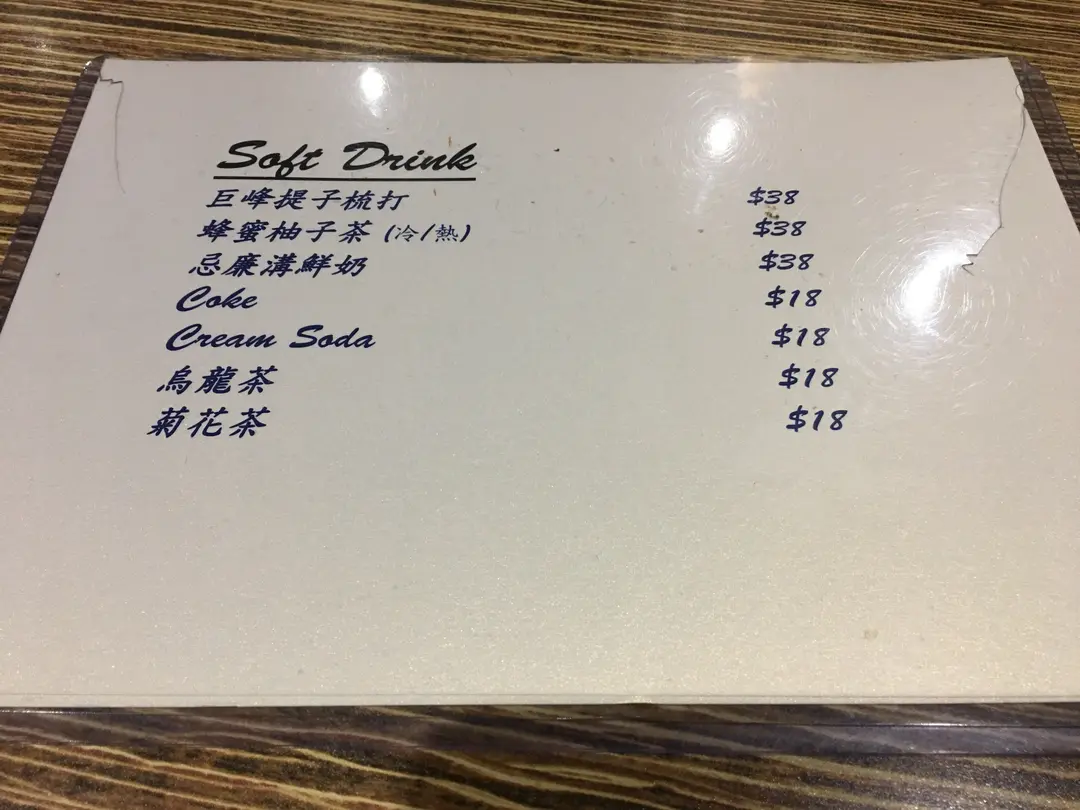 Soft Drink
巨峰提子梳打 $38
蜂蜜柚子茶 (冷/熱) $38
忌廉溝鮮奶 $38
Coke $18
Cream Soda $18
烏龍茶 $18
菊花茶 $18